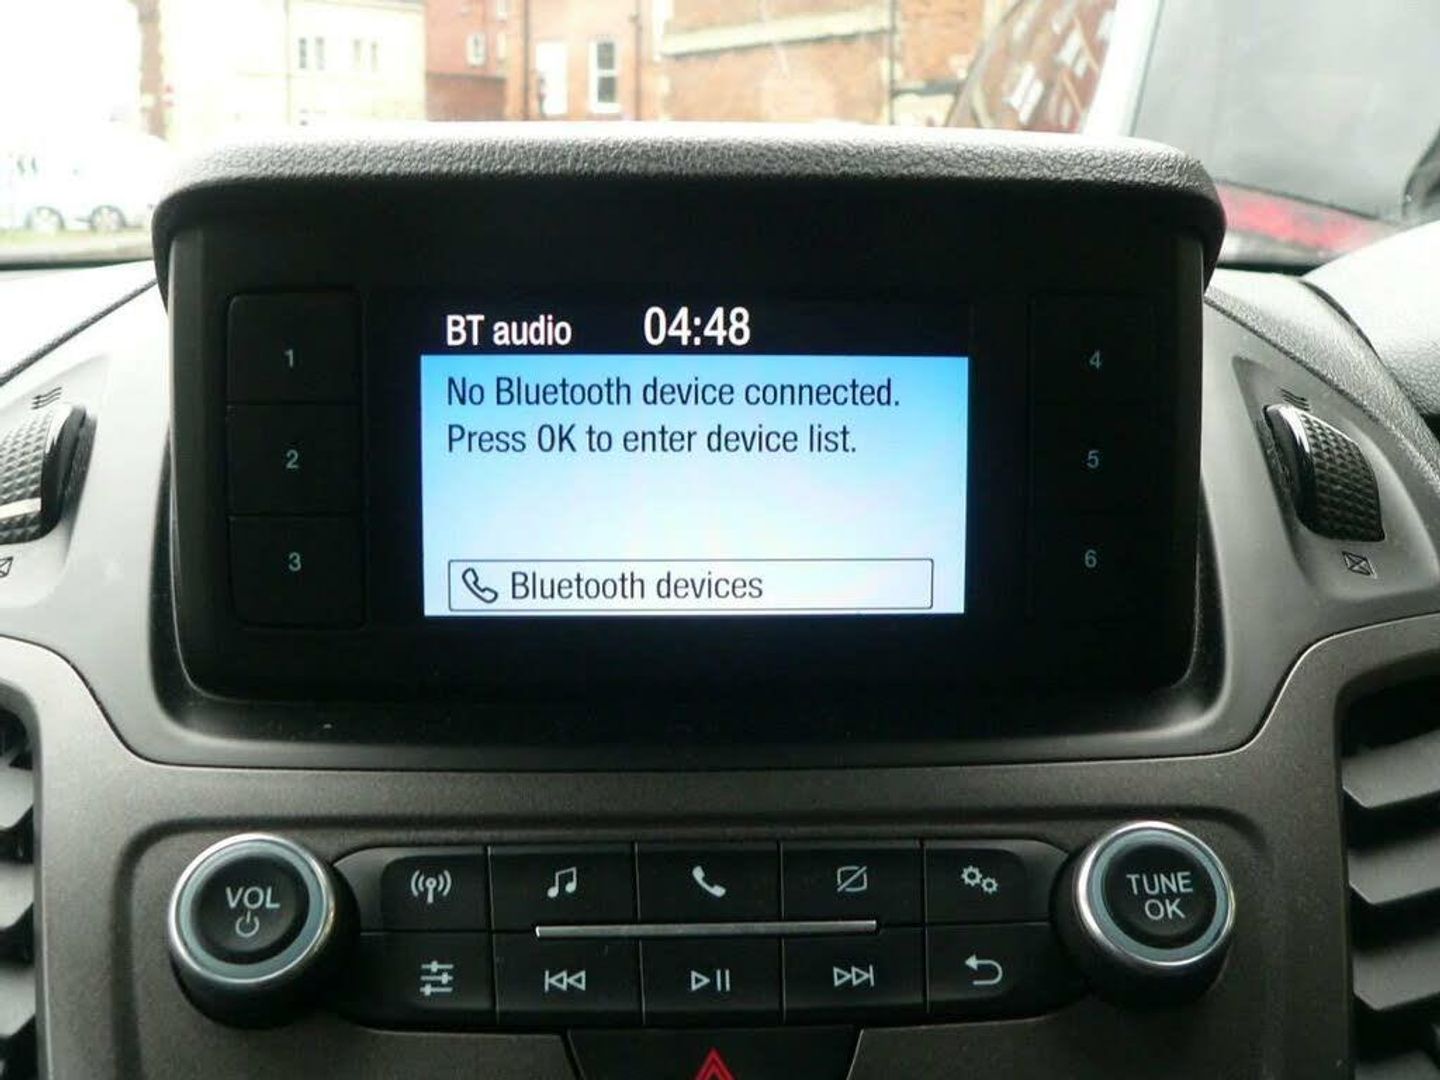 BT audio 04:48
No Bluetooth device connected.
Press OK to enter device list.
Bluetooth devices
1
2
3
4
5
6
VOL
TUNE
OK